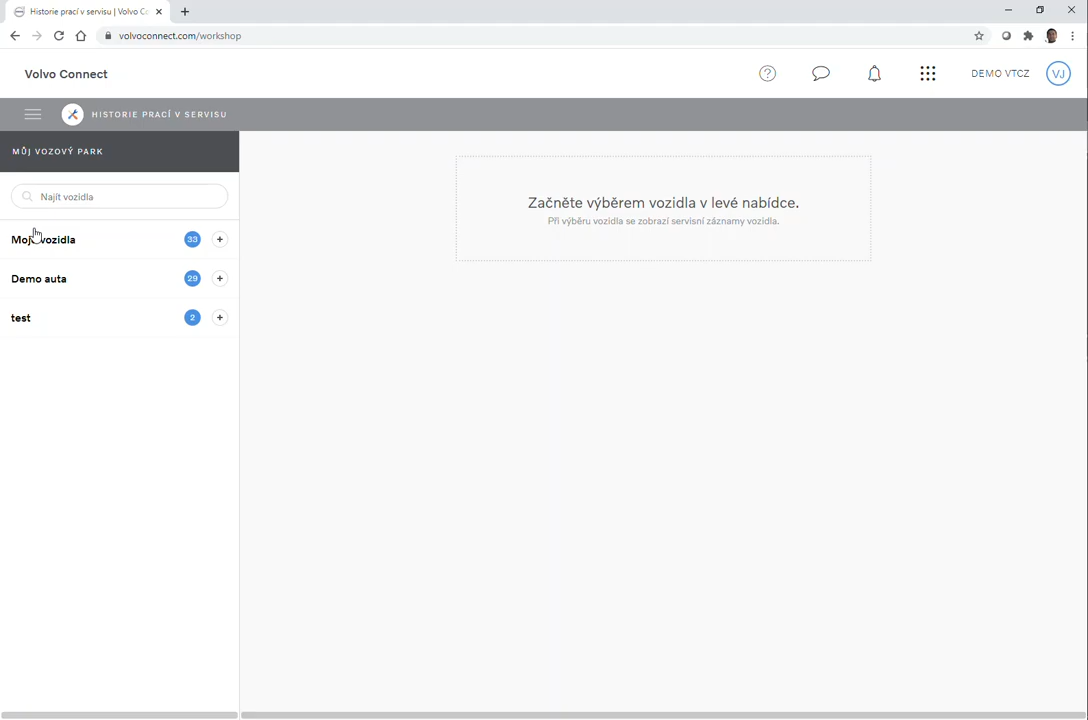 Historie prací v servisu | Volvo Co
volvoconnect.com/workshop
Volvo Connect
DEMO VTCZ
VJ
HISTORIE PRACÍ V SERVISU
MŮJ VOZOVÝ PARK
Najít vozidla
Moje vozidla 33 +
Demo auta 29 +
test 2 +
Začněte výběrem vozidla v levé nabídce.
Při výběru vozidla se zobrazí servisní záznamy vozidla.